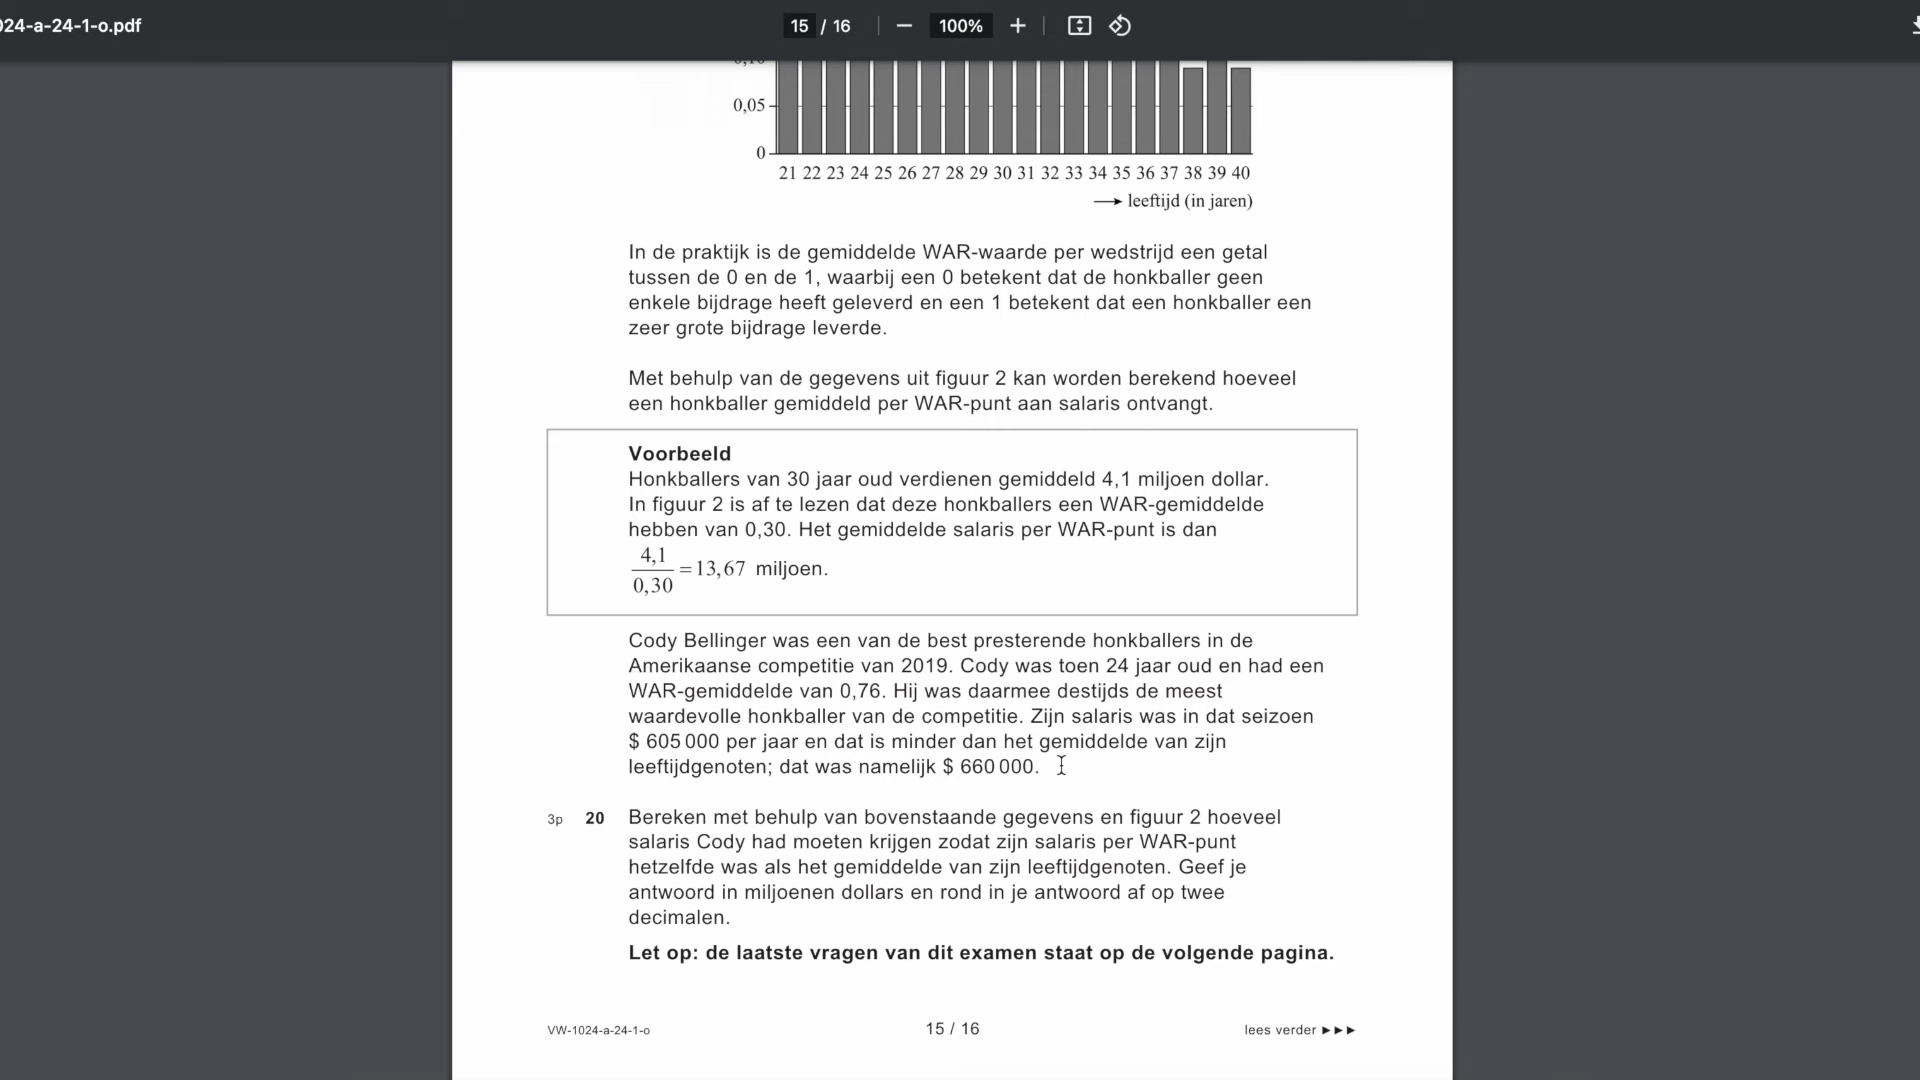 024-a-24-1-o.pdf
15 / 16
100%
0,10
0,05
0
21 22 23 24 25 26 27 28 29 30 31 32 33 34 35 36 37 38 39 40
leeftijd (in jaren)
In de praktijk is de gemiddelde WAR-waarde per wedstrijd een getal
tussen de 0 en de 1, waarbij een 0 betekent dat de honkballer geen
enkele bijdrage heeft geleverd en een 1 betekent dat een honkballer een
zeer grote bijdrage leverde.
Met behulp van de gegevens uit figuur 2 kan worden berekend hoeveel
een honkballer gemiddeld per WAR-punt aan salaris ontvangt.
Voorbeeld
Honkballers van 30 jaar oud verdienen gemiddeld 4,1 miljoen dollar.
In figuur 2 is af te lezen dat deze honkballers een WAR-gemiddelde
hebben van 0,30. Het gemiddelde salaris per WAR-punt is dan
4,1
0,30
=13,67 miljoen.
Cody Bellinger was een van de best presterende honkballers in de
Amerikaanse competitie van 2019. Cody was toen 24 jaar oud en had een
WAR-gemiddelde van 0,76. Hij was daarmee destijds de meest
waardevolle honkballer van de competitie. Zijn salaris was in dat seizoen
$ 605 000 per jaar en dat is minder dan het gemiddelde van zijn
leeftijdgenoten; dat was namelijk $ 660 000.
3p 20 Bereken met behulp van bovenstaande gegevens en figuur 2 hoeveel
salaris Cody had moeten krijgen zodat zijn salaris per WAR-punt
hetzelfde was als het gemiddelde van zijn leeftijdgenoten. Geef je
antwoord in miljoenen dollars en rond in je antwoord af op twee
decimalen.
Let op: de laatste vragen van dit examen staat op de volgende pagina.
VW-1024-a-24-1-o
15 / 16
lees verder ►►►